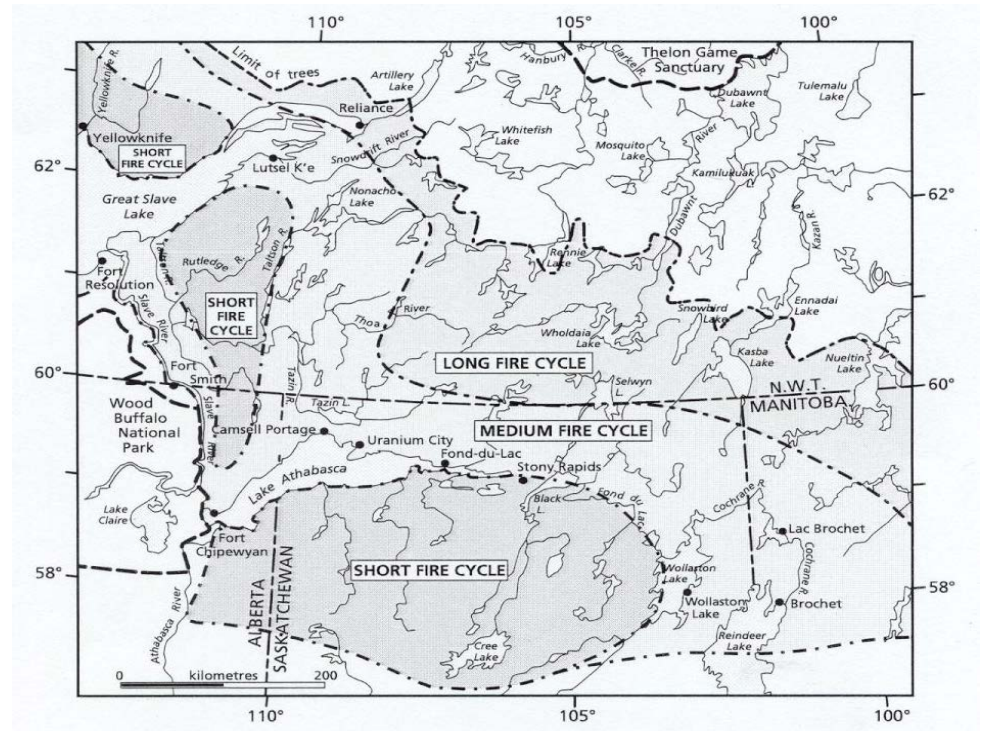 110°
105°
100°
Yellowknife R.
Limit
of trees
Artillery
Lake
Hanbury R.
Clarke R.
Thelon Game
Sanctuary
Dubawnt
Lake
Tulemalu
Lake
Reliance
Yellowknife
SHORT
FIRE CYCLE
Snowdrift River
Whitefish
Lake
Mosquito
Lake
River
62°
Lutsel K'e
Kamilukuak
L.
62°
Great Slave
Lake
Nonacho
Lake
Dubawnt
Kazan R.
Taltson R.
Rutledge R.
Taltson R.
Rennie
Lake
Fort
Resolution
Slave River
SHORT
FIRE
CYCLE
Thoa River
Snowbird
Lake
Ennadai
Lake
Wholdaia
Lake
Kasba
Lake
Nueltin
Lake
LONG FIRE CYCLE
60°
Fort
Smith
Tazin R.
Selwyn
L.
60°
N.W.T.
MANITOBA
Wood
Buffalo
National
Park
Slave River
Tazin L.
Camsell Portage
MEDIUM FIRE CYCLE
Uranium City
Fond-du-Lac
Stony Rapids
Lake Athabasca
Black
L.
Fond du Lac
Cochrane R.
Lake
Claire
Lac Brochet
Fort
Chipewyan
Cochrane R.
58°
SHORT FIRE CYCLE
Wollaston
Lake
58°
Wollaston
Lake
Brochet
ALBERTA
SASKATCHEWAN
Athabasca River
Cree
Lake
Reindeer
Lake
0 kilometres 200
110°
105°
100°